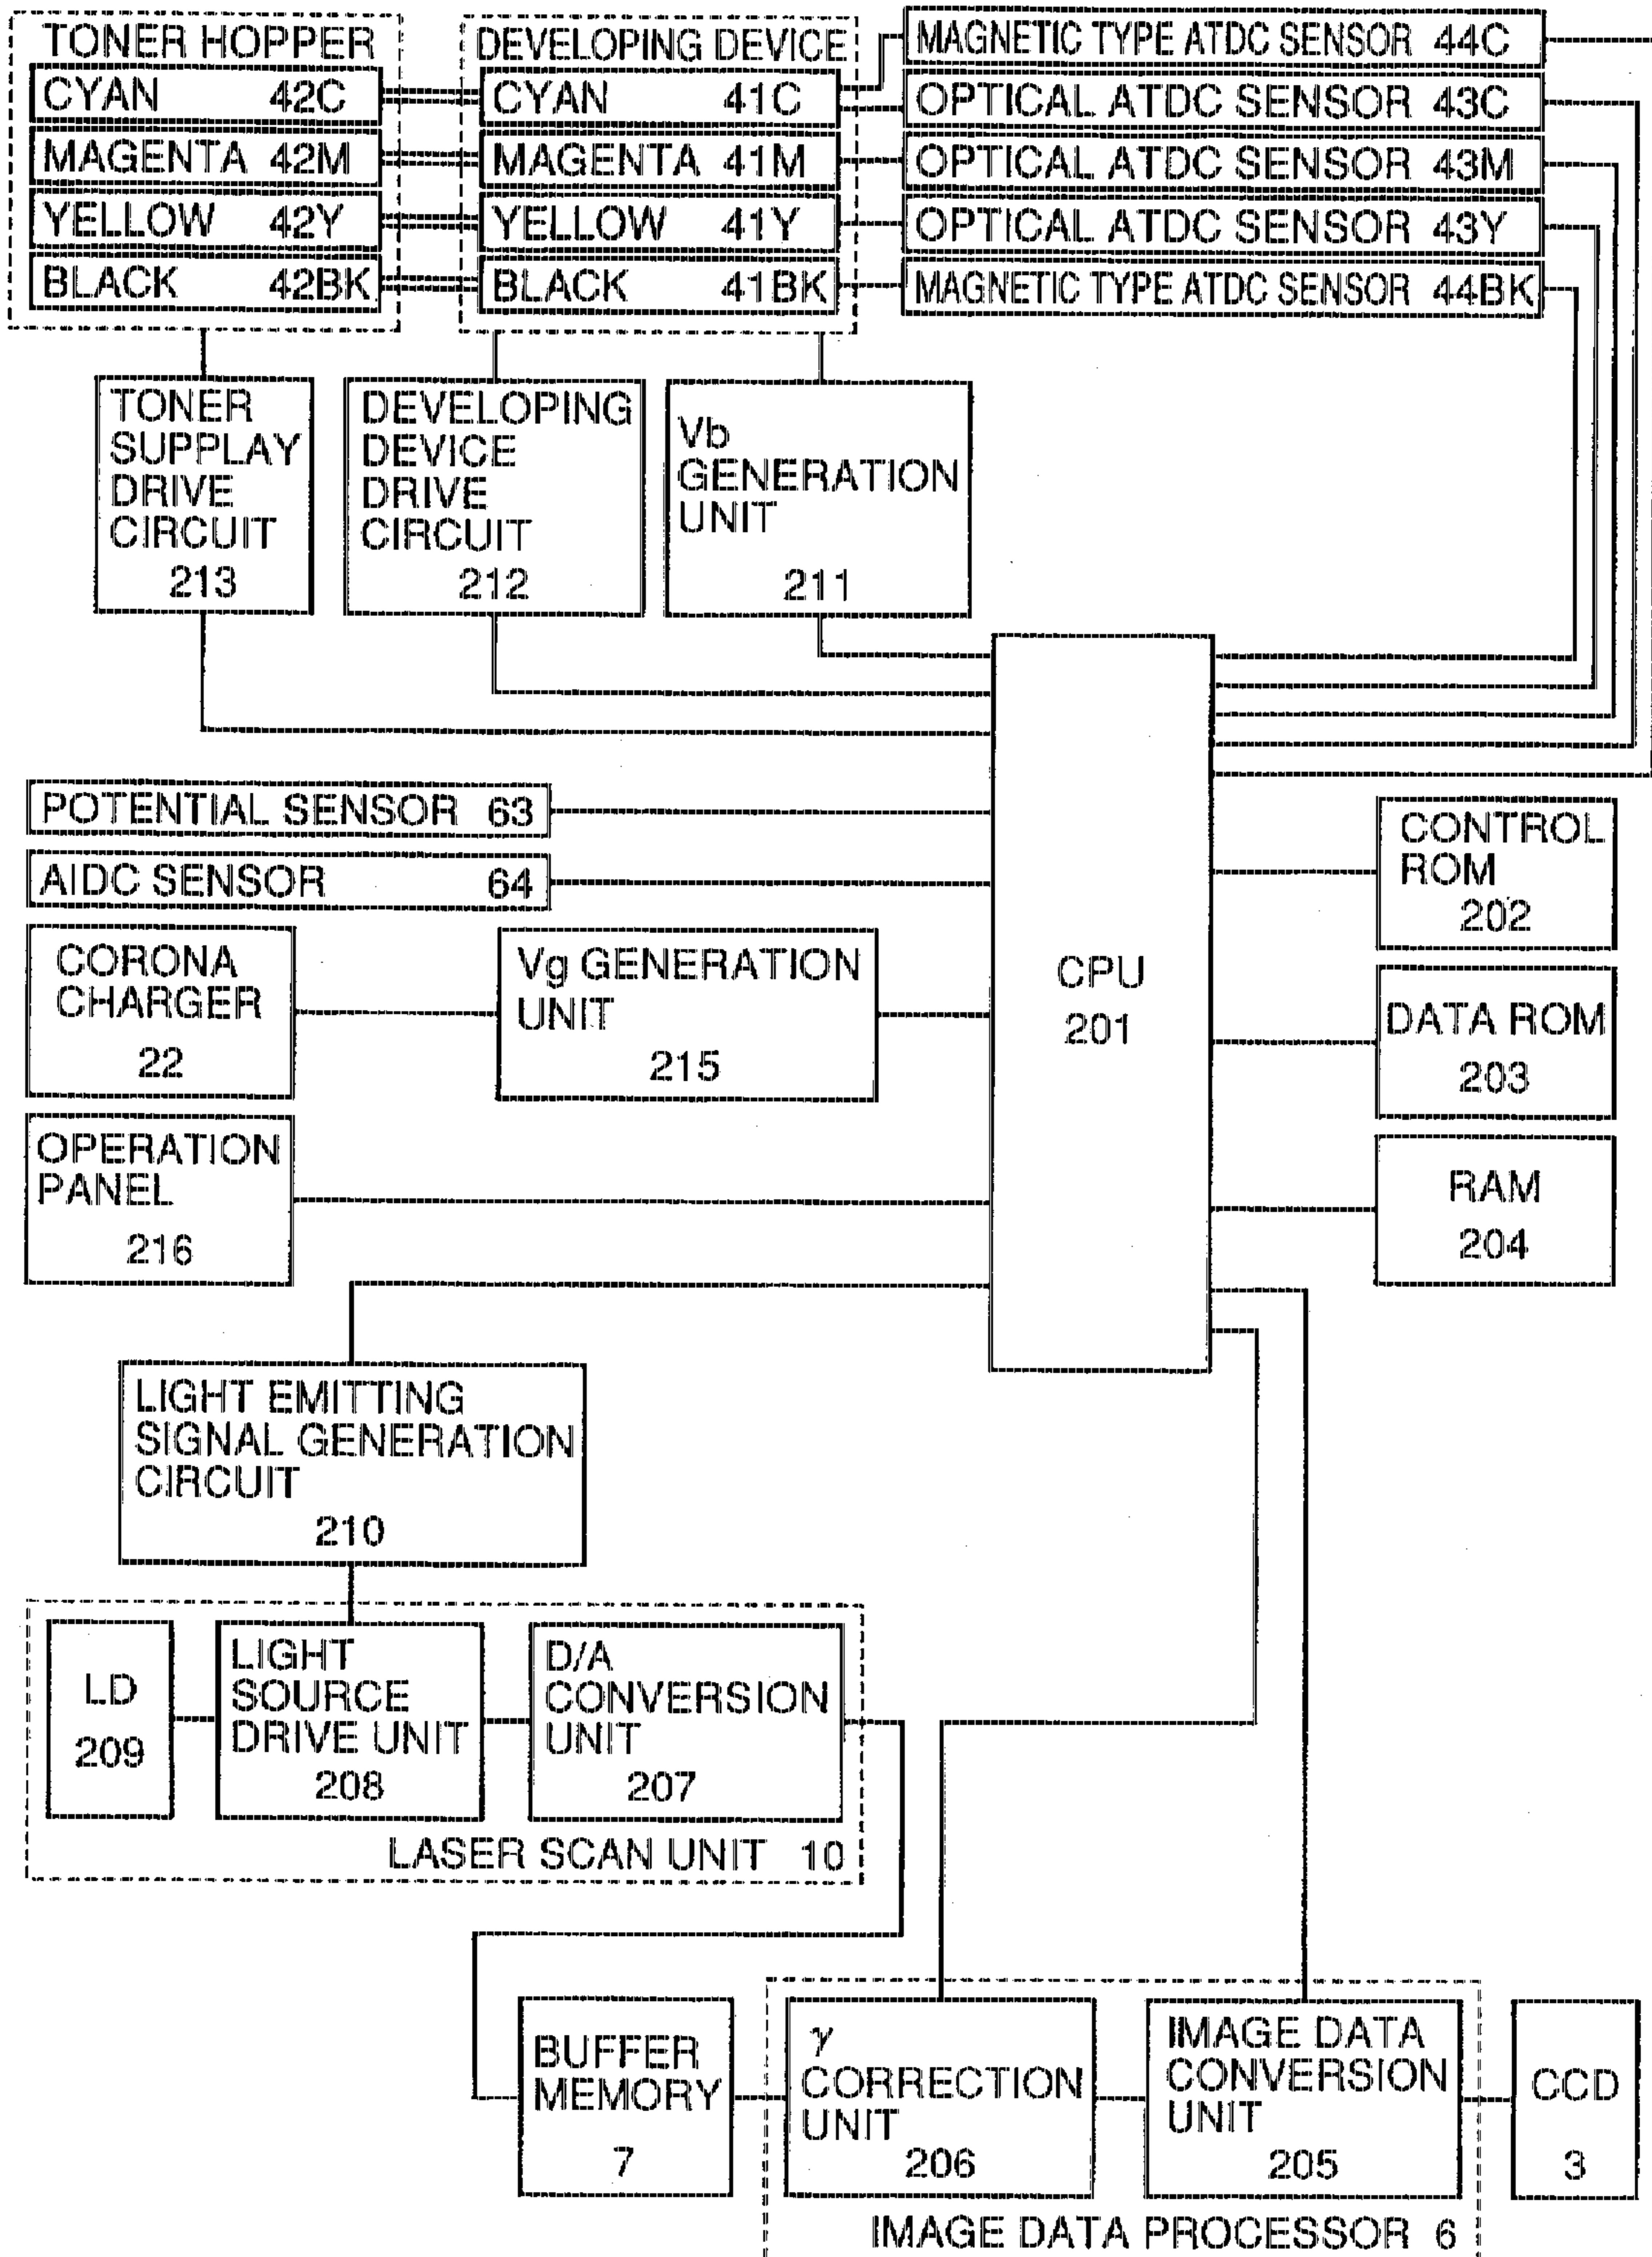 TONER HOPPER
CYAN 42C
MAGENTA 42M
YELLOW 42Y
BLACK 42BK
DEVELOPING DEVICE
CYAN 41C
MAGENTA 41M
YELLOW 41Y
BLACK 41BK
MAGNETIC TYPE ATDC SENSOR 44C
OPTICAL ATDC SENSOR 43C
OPTICAL ATDC SENSOR 43M
OPTICAL ATDC SENSOR 43Y
MAGNETIC TYPE ATDC SENSOR 44BK
TONER
SUPPLAY
DRIVE
CIRCUIT
213
DEVELOPING
DEVICE
DRIVE
CIRCUIT
212
Vb
GENERATION
UNIT
211
POTENTIAL SENSOR 63
AIDC SENSOR 64
CORONA
CHARGER
22
Vg GENERATION
UNIT
215
OPERATION
PANEL
216
CPU
201
CONTROL
ROM
202
DATA ROM
203
RAM
204
LIGHT EMITTING
SIGNAL GENERATION
CIRCUIT
210
LD
209
LIGHT
SOURCE
DRIVE UNIT
208
D/A
CONVERSION
UNIT
207
LASER SCAN UNIT 10
BUFFER
MEMORY
7
γ
CORRECTION
UNIT
206
IMAGE DATA
CONVERSION
UNIT
205
CCD
3
IMAGE DATA PROCESSOR 6